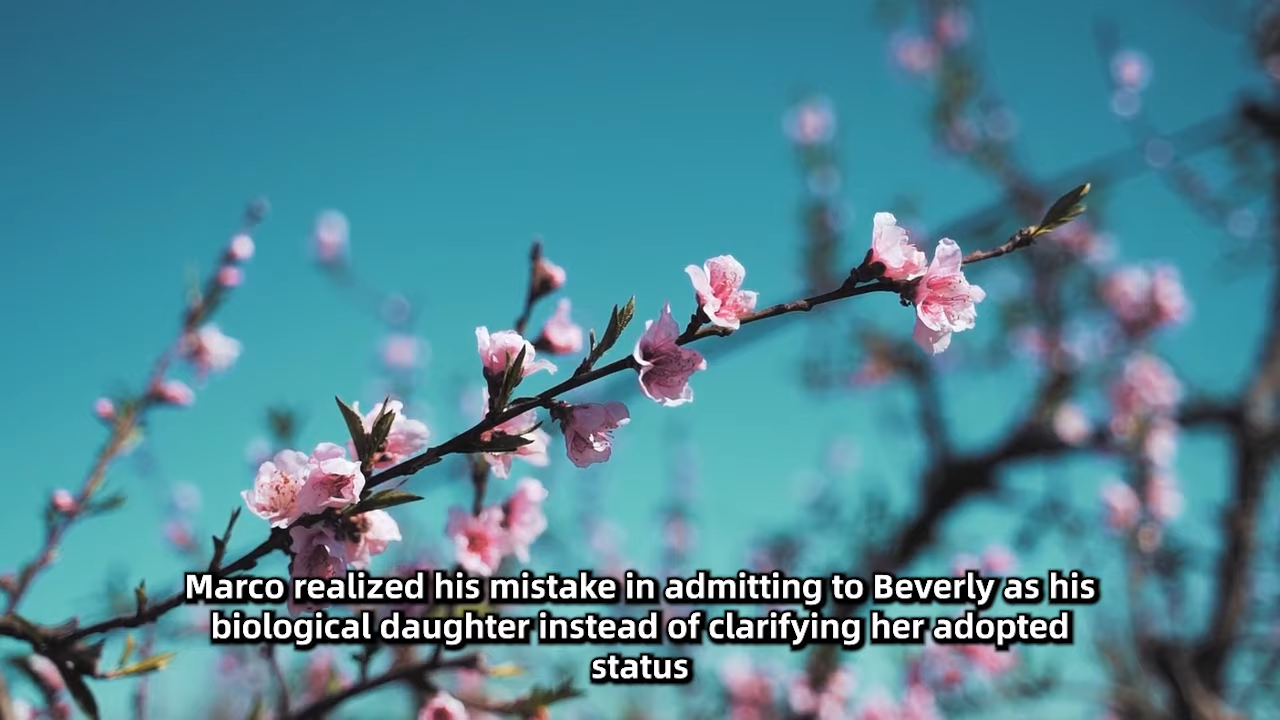 Marco realized his mistake in admitting to Beverly as his
biological daughter instead of clarifying her adopted
status